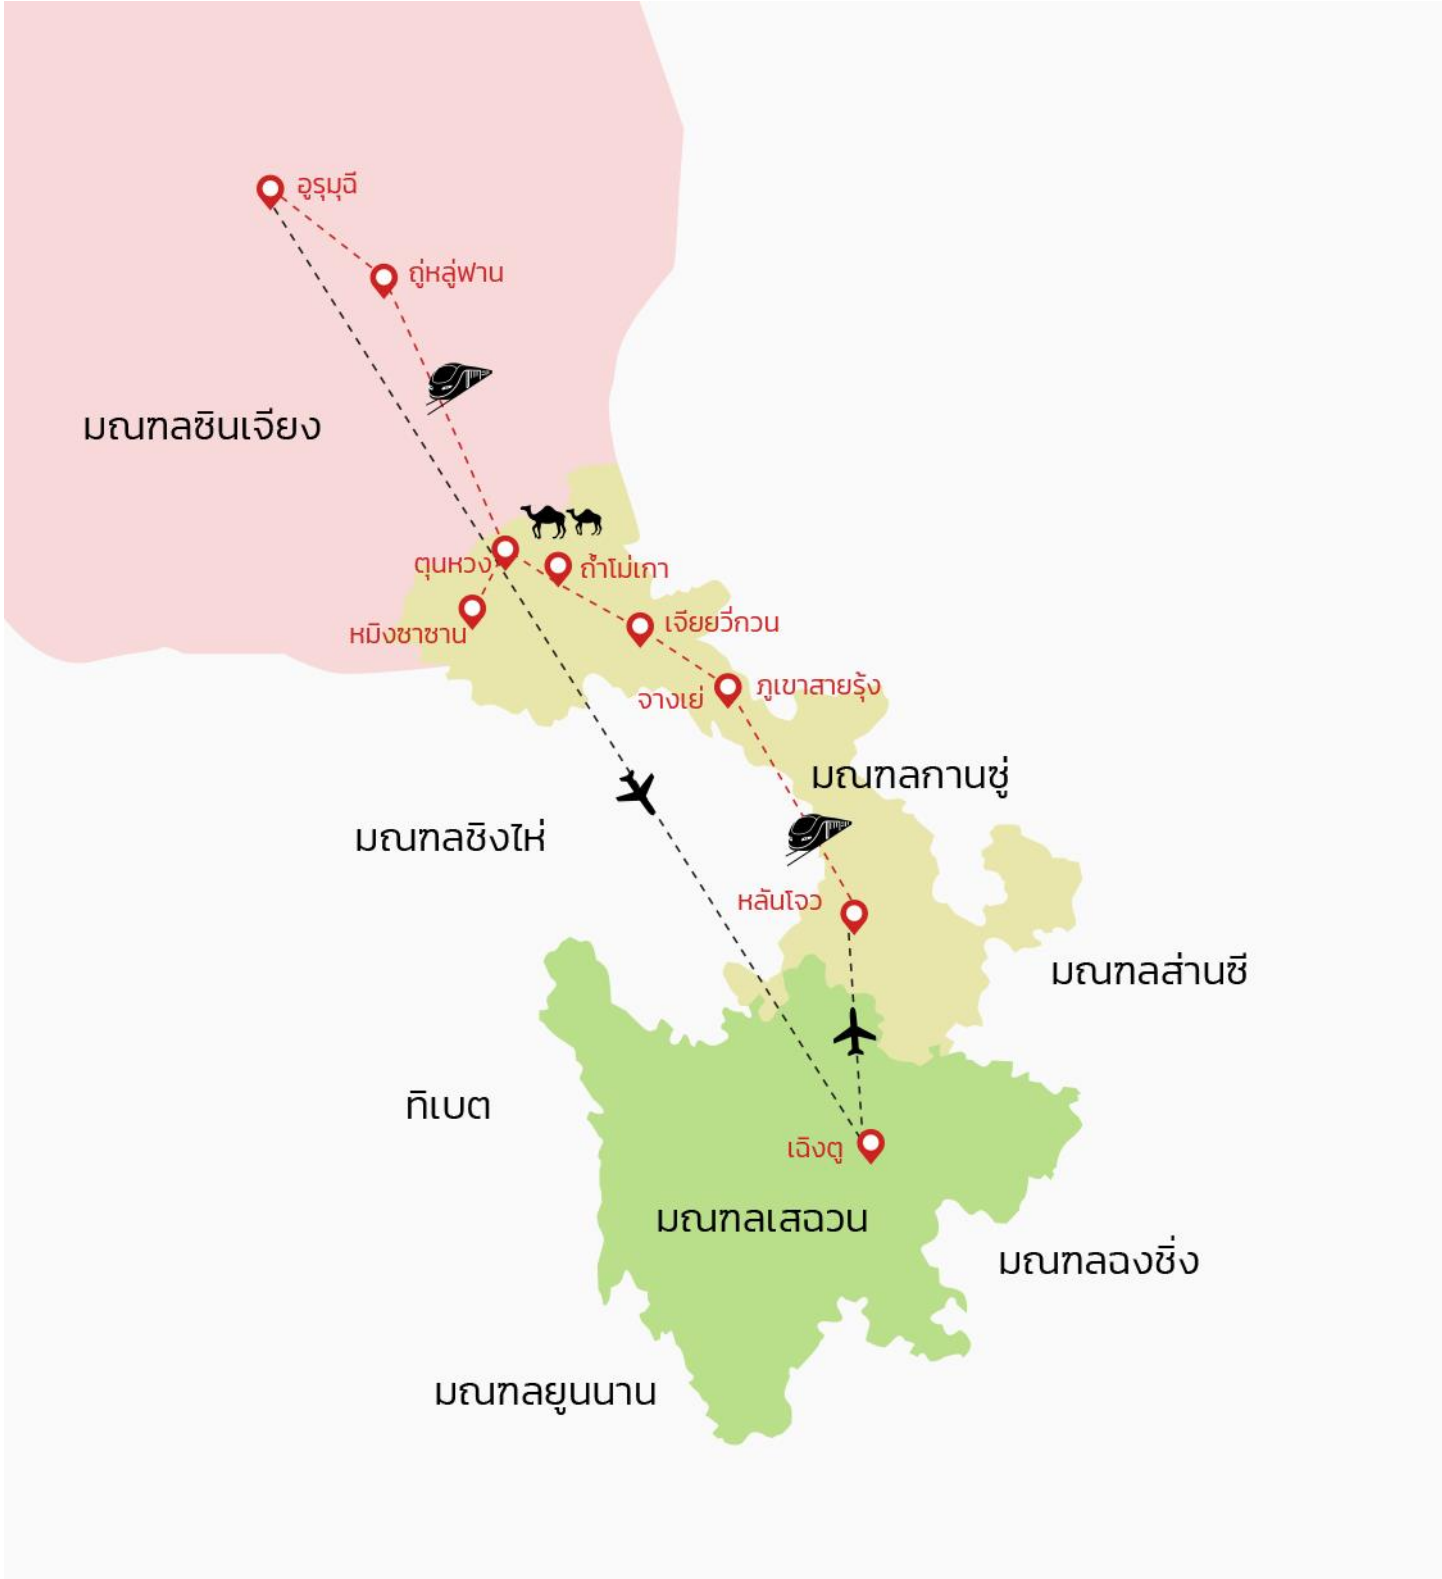 อูรุมุฉี
ถู่หลู่ฟาน
มณฑลซินเจียง
ตุนหวง
ถ้ำโม่เกา
หมิงซาซาน
เจียยวี่กวน
จางเย่
ภูเขาสายรุ้ง
มณฑลกานซู่
มณฑลชิงไห่
หลันโจว
มณฑลส่านซี
ทิเบต
เฉิงตู
มณฑลเสฉวน
มณฑลฉงชิ่ง
มณฑลยูนนาน